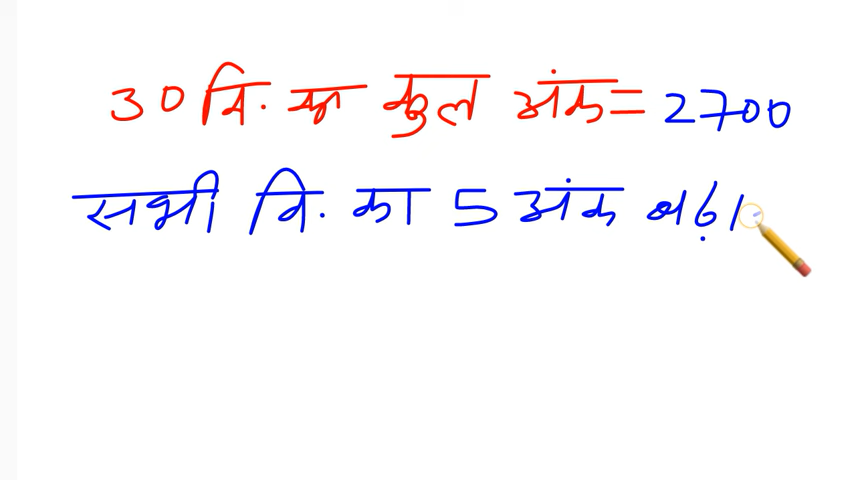 30 वि. का कुल अंक = 2700
सभी वि. का 5 अंक बढ़ा